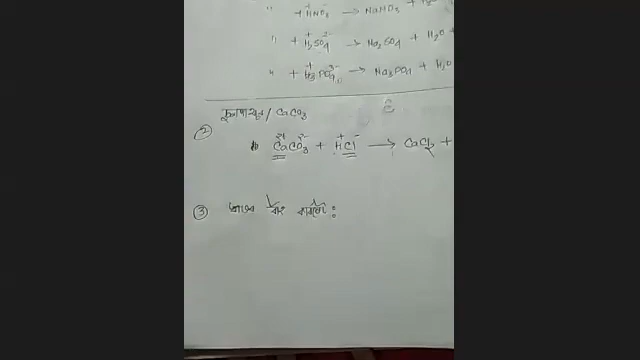 " + HNO₃ → NaNO₃ +
" + H₂SO₄ → Na₂SO₄ + H₂O +
" + H₃PO₄ → Na₃PO₄ + H₂O
② চুনাপাথর / CaCO₃
CaCO₃ + HCl → CaCl₂ +
③